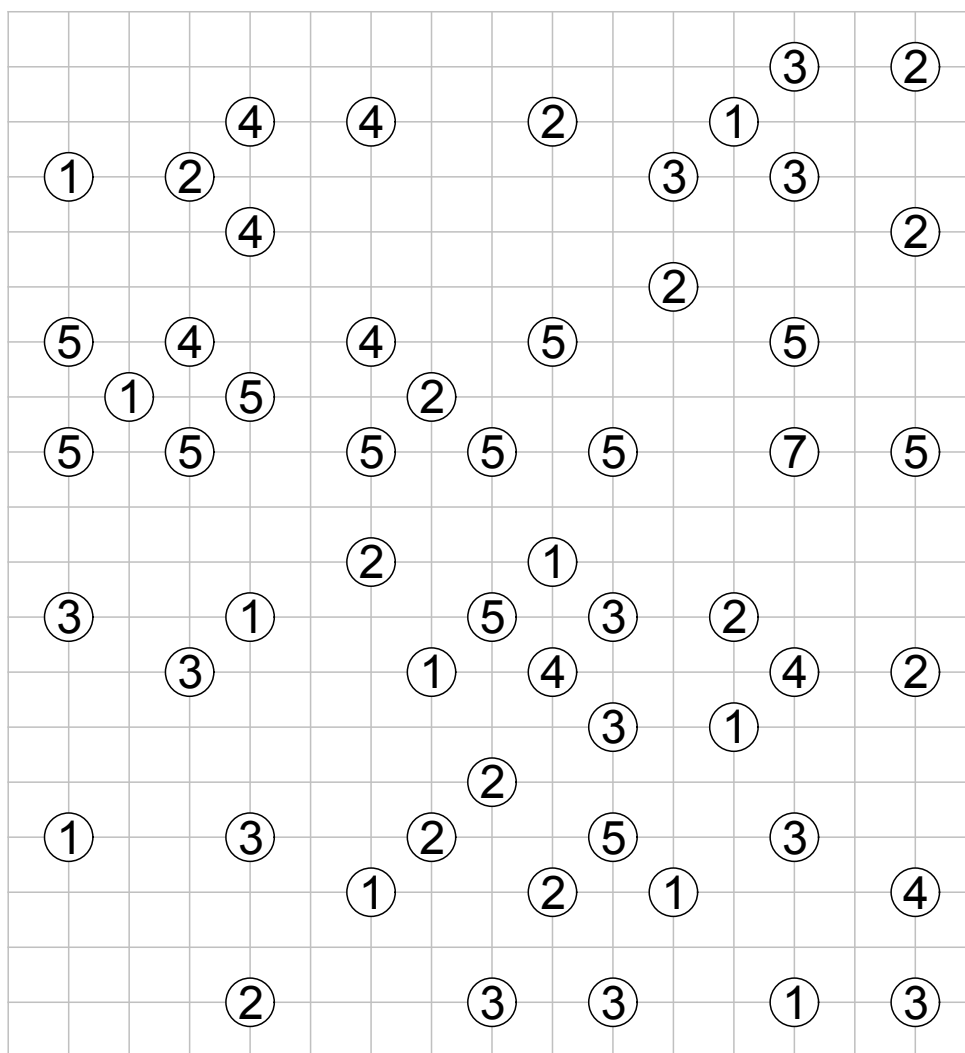 3 2
4 4 2 1
1 2 3 3
4 2
2
5 4 4 5 5
1 5 2
5 5 5 5 5 7 5
2 1
3 1 5 3 2
3 1 4 4 2
3 1
2
1 3 2 5 3
1 2 1 4
2 3 3 1 3